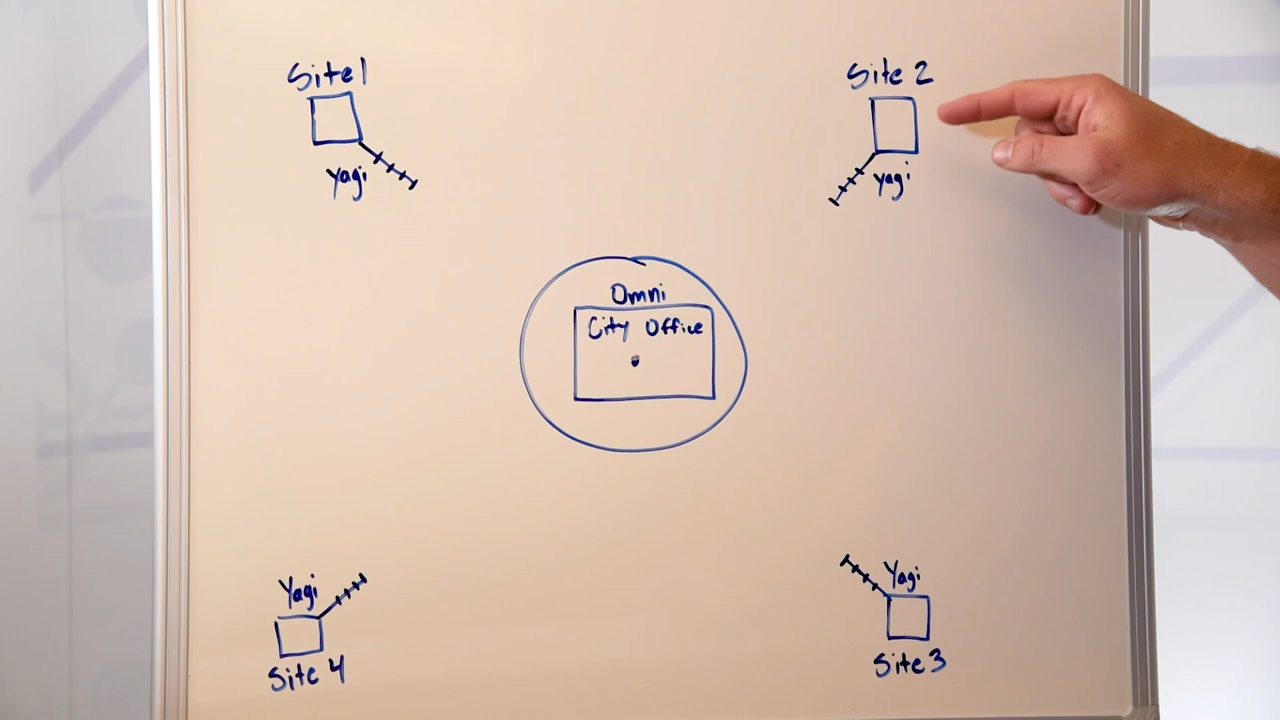 Site 1
yagi
Site 2
yagi
Omni
City Office
Yagi
Site 4
Yagi
Site 3